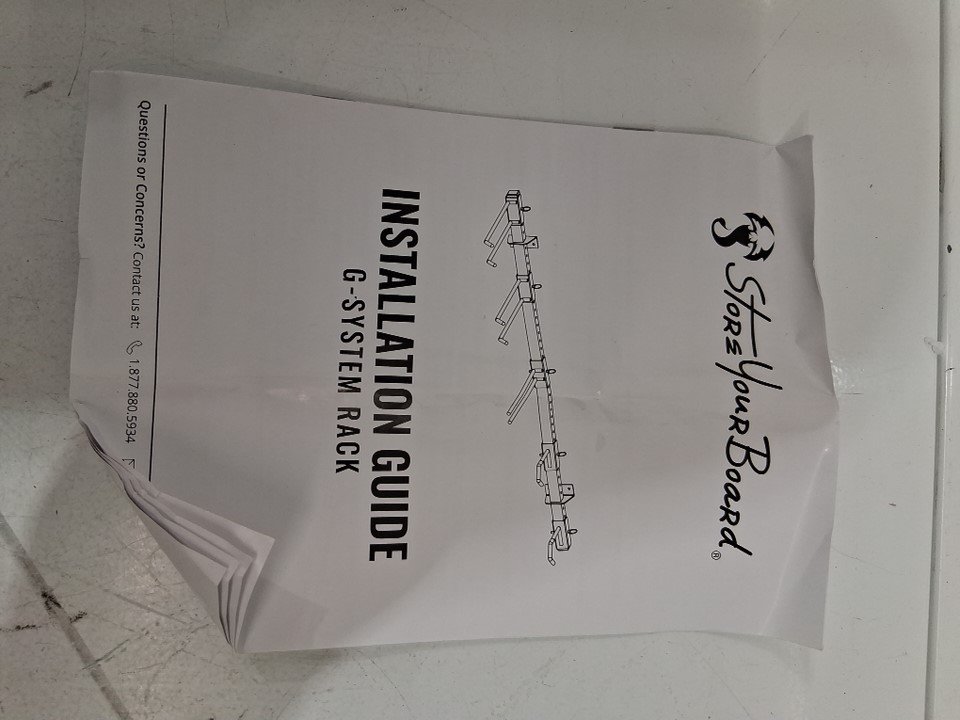 StoreYourBoard®
INSTALLATION GUIDE
G-SYSTEM RACK
Questions or Concerns? Contact us at: 1.877.880.5934